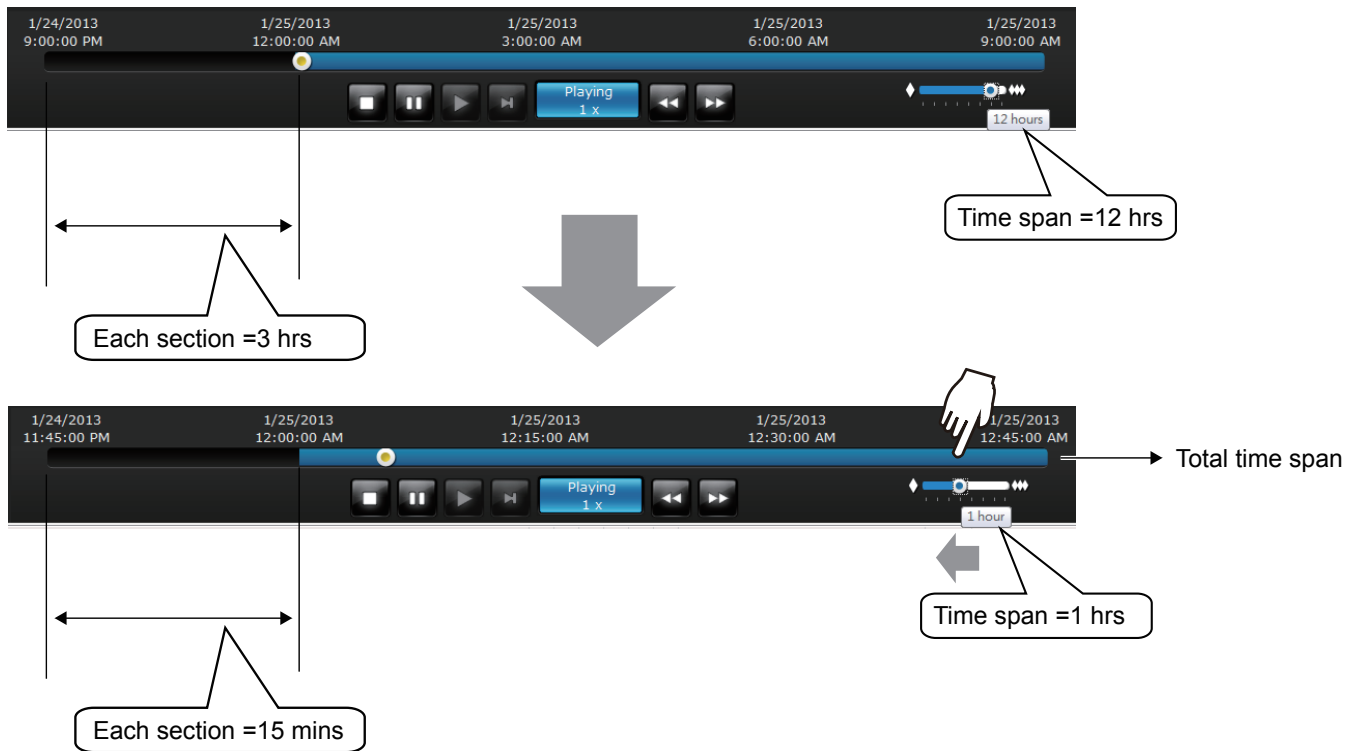 1/24/2013 1/25/2013 1/25/2013 1/25/2013 1/25/2013
9:00:00 PM 12:00:00 AM 3:00:00 AM 6:00:00 AM 9:00:00 AM
Playing
1 x
12 hours
Time span =12 hrs
Each section =3 hrs
1/24/2013 1/25/2013 1/25/2013 1/25/2013 1/25/2013
11:45:00 PM 12:00:00 AM 12:15:00 AM 12:30:00 AM 12:45:00 AM
Total time span
Playing
1 x
1 hour
Time span =1 hrs
Each section =15 mins